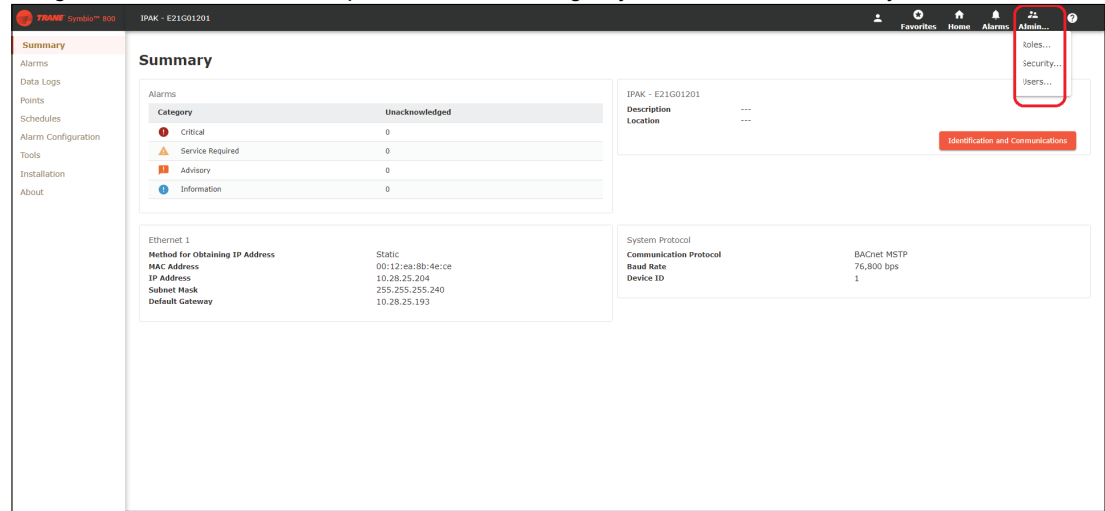 TRANE Symbio™ 800
IPAK - E21G01201
Favorites
Home
Alarms
Admin...
?
Roles...
Security...
Users...
Summary
Alarms
Data Logs
Points
Schedules
Alarm Configuration
Tools
Installation
About
Summary
Alarms
Category Unacknowledged
Critical 0
Service Required 0
Advisory 0
Information 0
IPAK - E21G01201
Description ---
Location ---
Identification and Communications
Ethernet 1
Method for Obtaining IP Address Static
MAC Address 00:12:ea:8b:4e:ce
IP Address 10.28.25.204
Subnet Mask 255.255.255.240
Default Gateway 10.28.25.193
System Protocol
Communication Protocol BACnet MSTP
Baud Rate 76,800 bps
Device ID 1